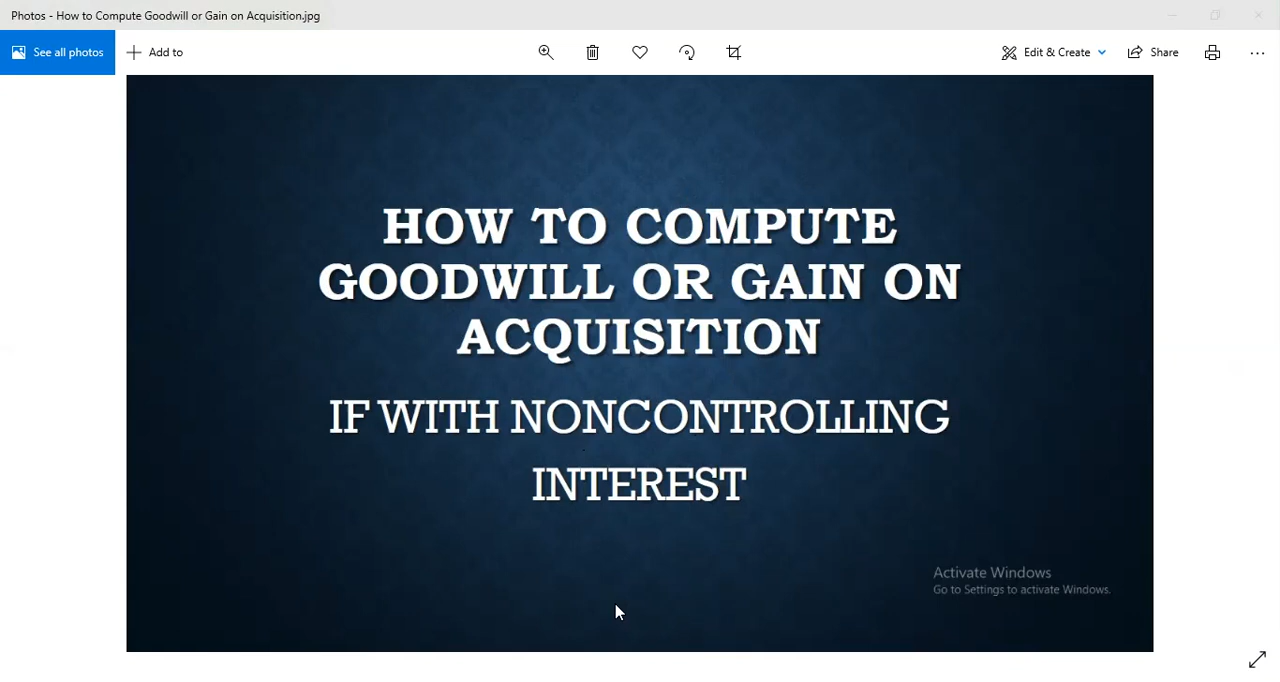 Photos - How to Compute Goodwill or Gain on Acquisition.jpg
See all photos
Add to
Edit & Create
Share
HOW TO COMPUTE
GOODWILL OR GAIN ON
ACQUISITION
IF WITH NONCONTROLLING
INTEREST
Activate Windows
Go to Settings to activate Windows.